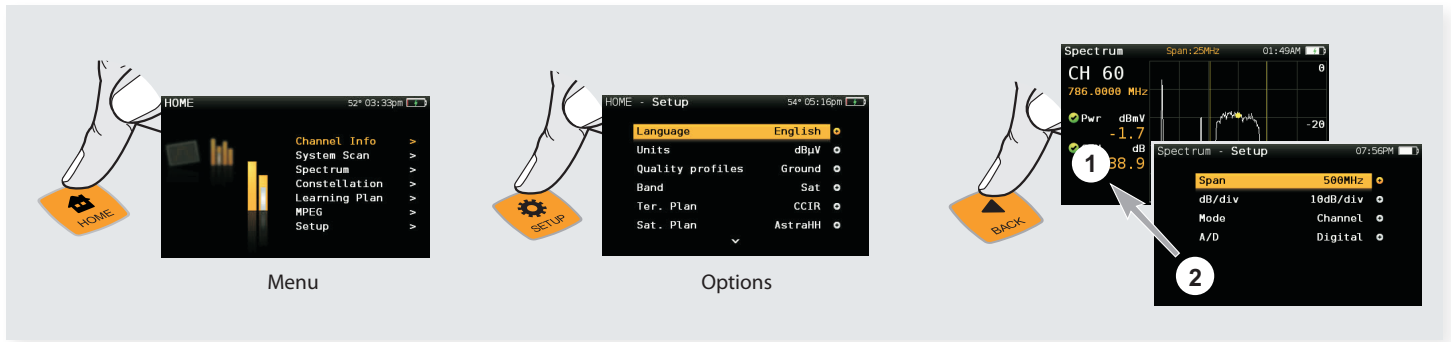 HOME
HOME 52° 03:33pm
Channel Info >
System Scan >
Spectrum >
Constellation >
Learning Plan >
MPEG >
Setup >
Menu
SETUP
HOME - Setup 54° 05:16pm
Language English
Units dBµV
Quality profiles Ground
Band Sat
Ter. Plan CCIR
Sat. Plan AstraHH
Options
BACK
Spectrum Span:25MHz 01:49AM
CH 60
786.0000 MHz
0
Pwr dBmV
-1.7
-20
dB
38.9
1
Spectrum - Setup 07:56PM
Span 500MHz
dB/div 10dB/div
Mode Channel
A/D Digital
2